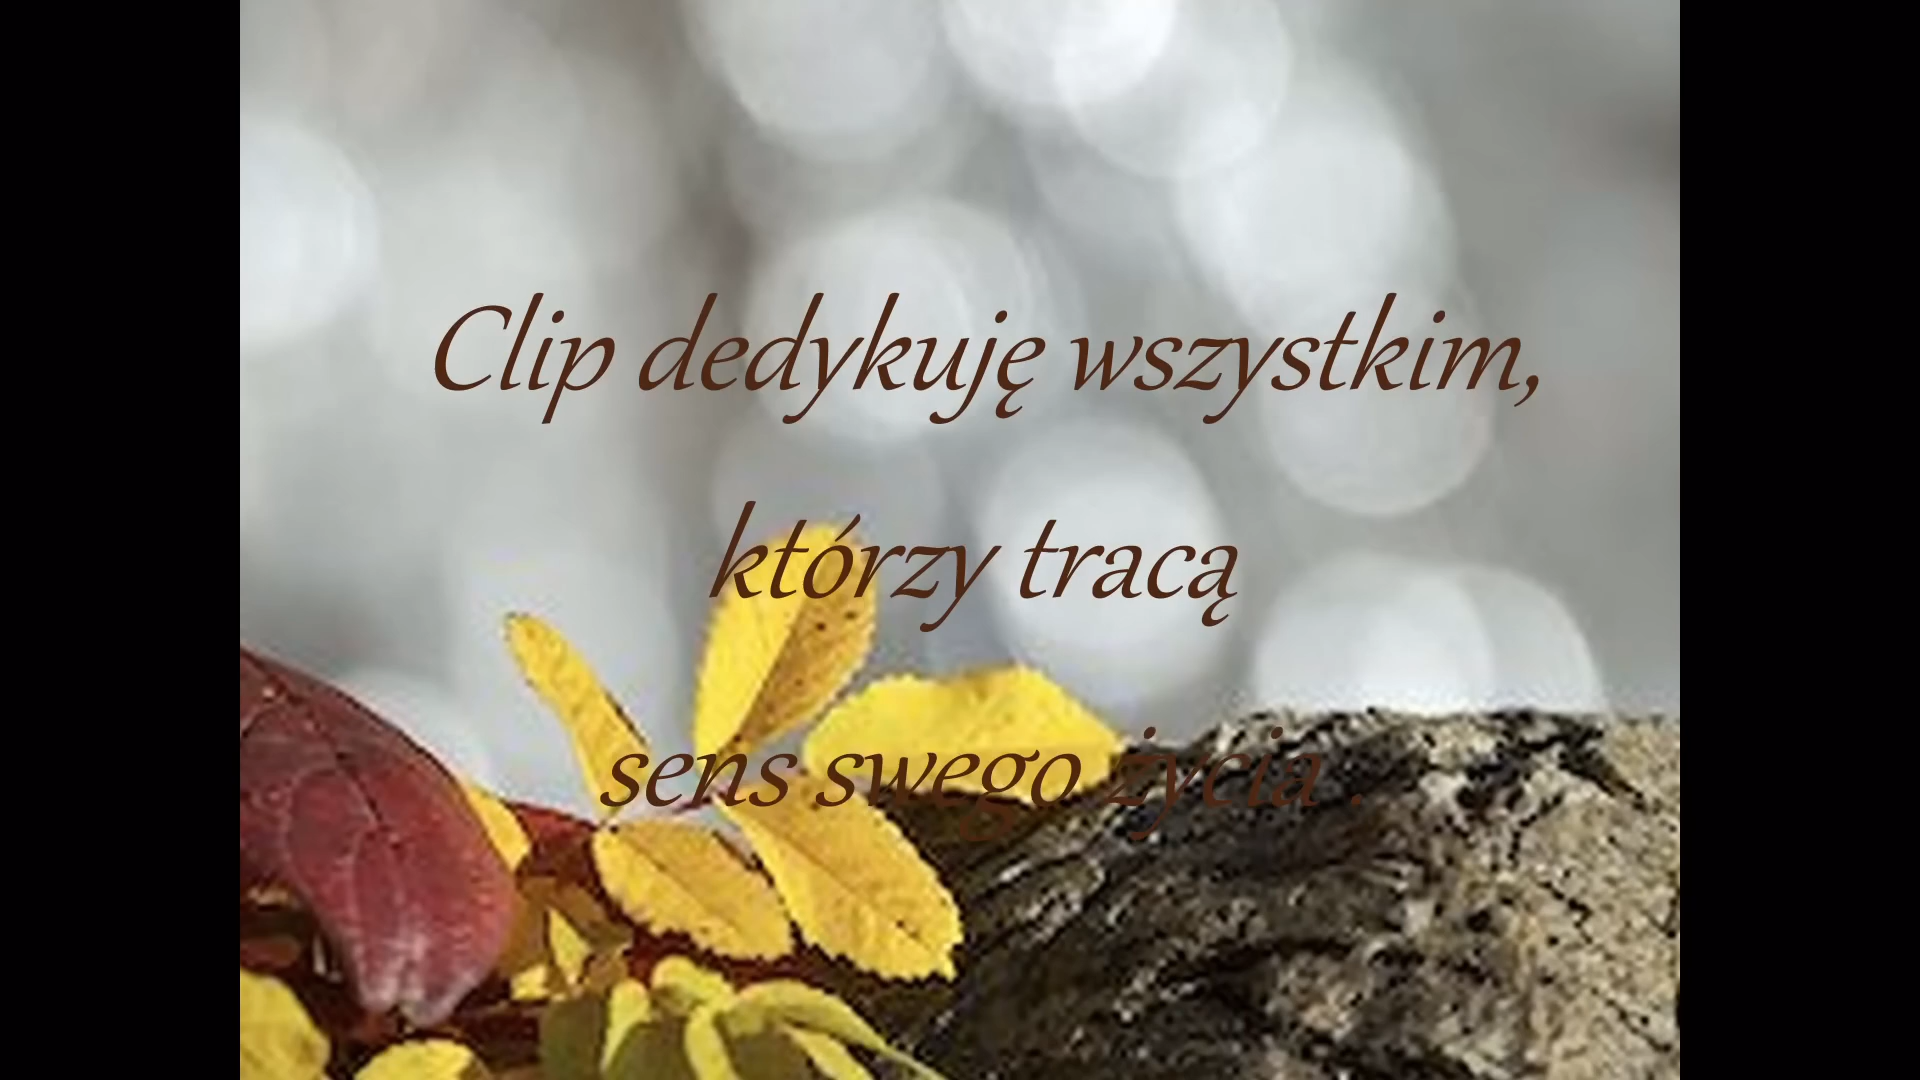 Clip dedykuję wszystkim,
którzy tracą
sens swego życia .